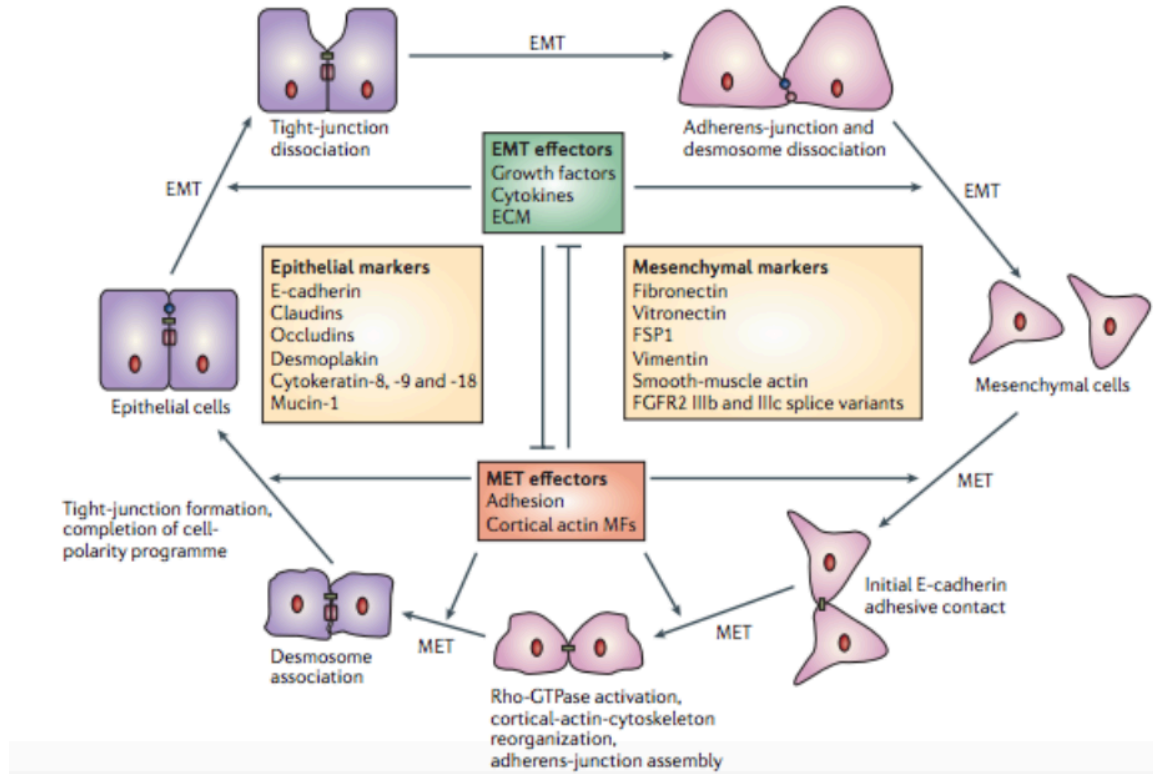 EMT
Tight-junction
dissociation
Adherens-junction and
desmosome dissociation
EMT effectors
Growth factors
Cytokines
ECM
EMT
EMT
Epithelial markers
E-cadherin
Claudins
Occludins
Desmoplakin
Cytokeratin-8, -9 and -18
Mucin-1
Mesenchymal markers
Fibronectin
Vitronectin
FSP1
Vimentin
Smooth-muscle actin
FGFR2 IIIb and IIIc splice variants
Epithelial cells
Mesenchymal cells
MET effectors
Adhesion
Cortical actin MFs
MET
Tight-junction formation,
completion of cell-
polarity programme
Initial E-cadherin
adhesive contact
MET
MET
Desmosome
association
Rho-GTPase activation,
cortical-actin-cytoskeleton
reorganization,
adherens-junction assembly